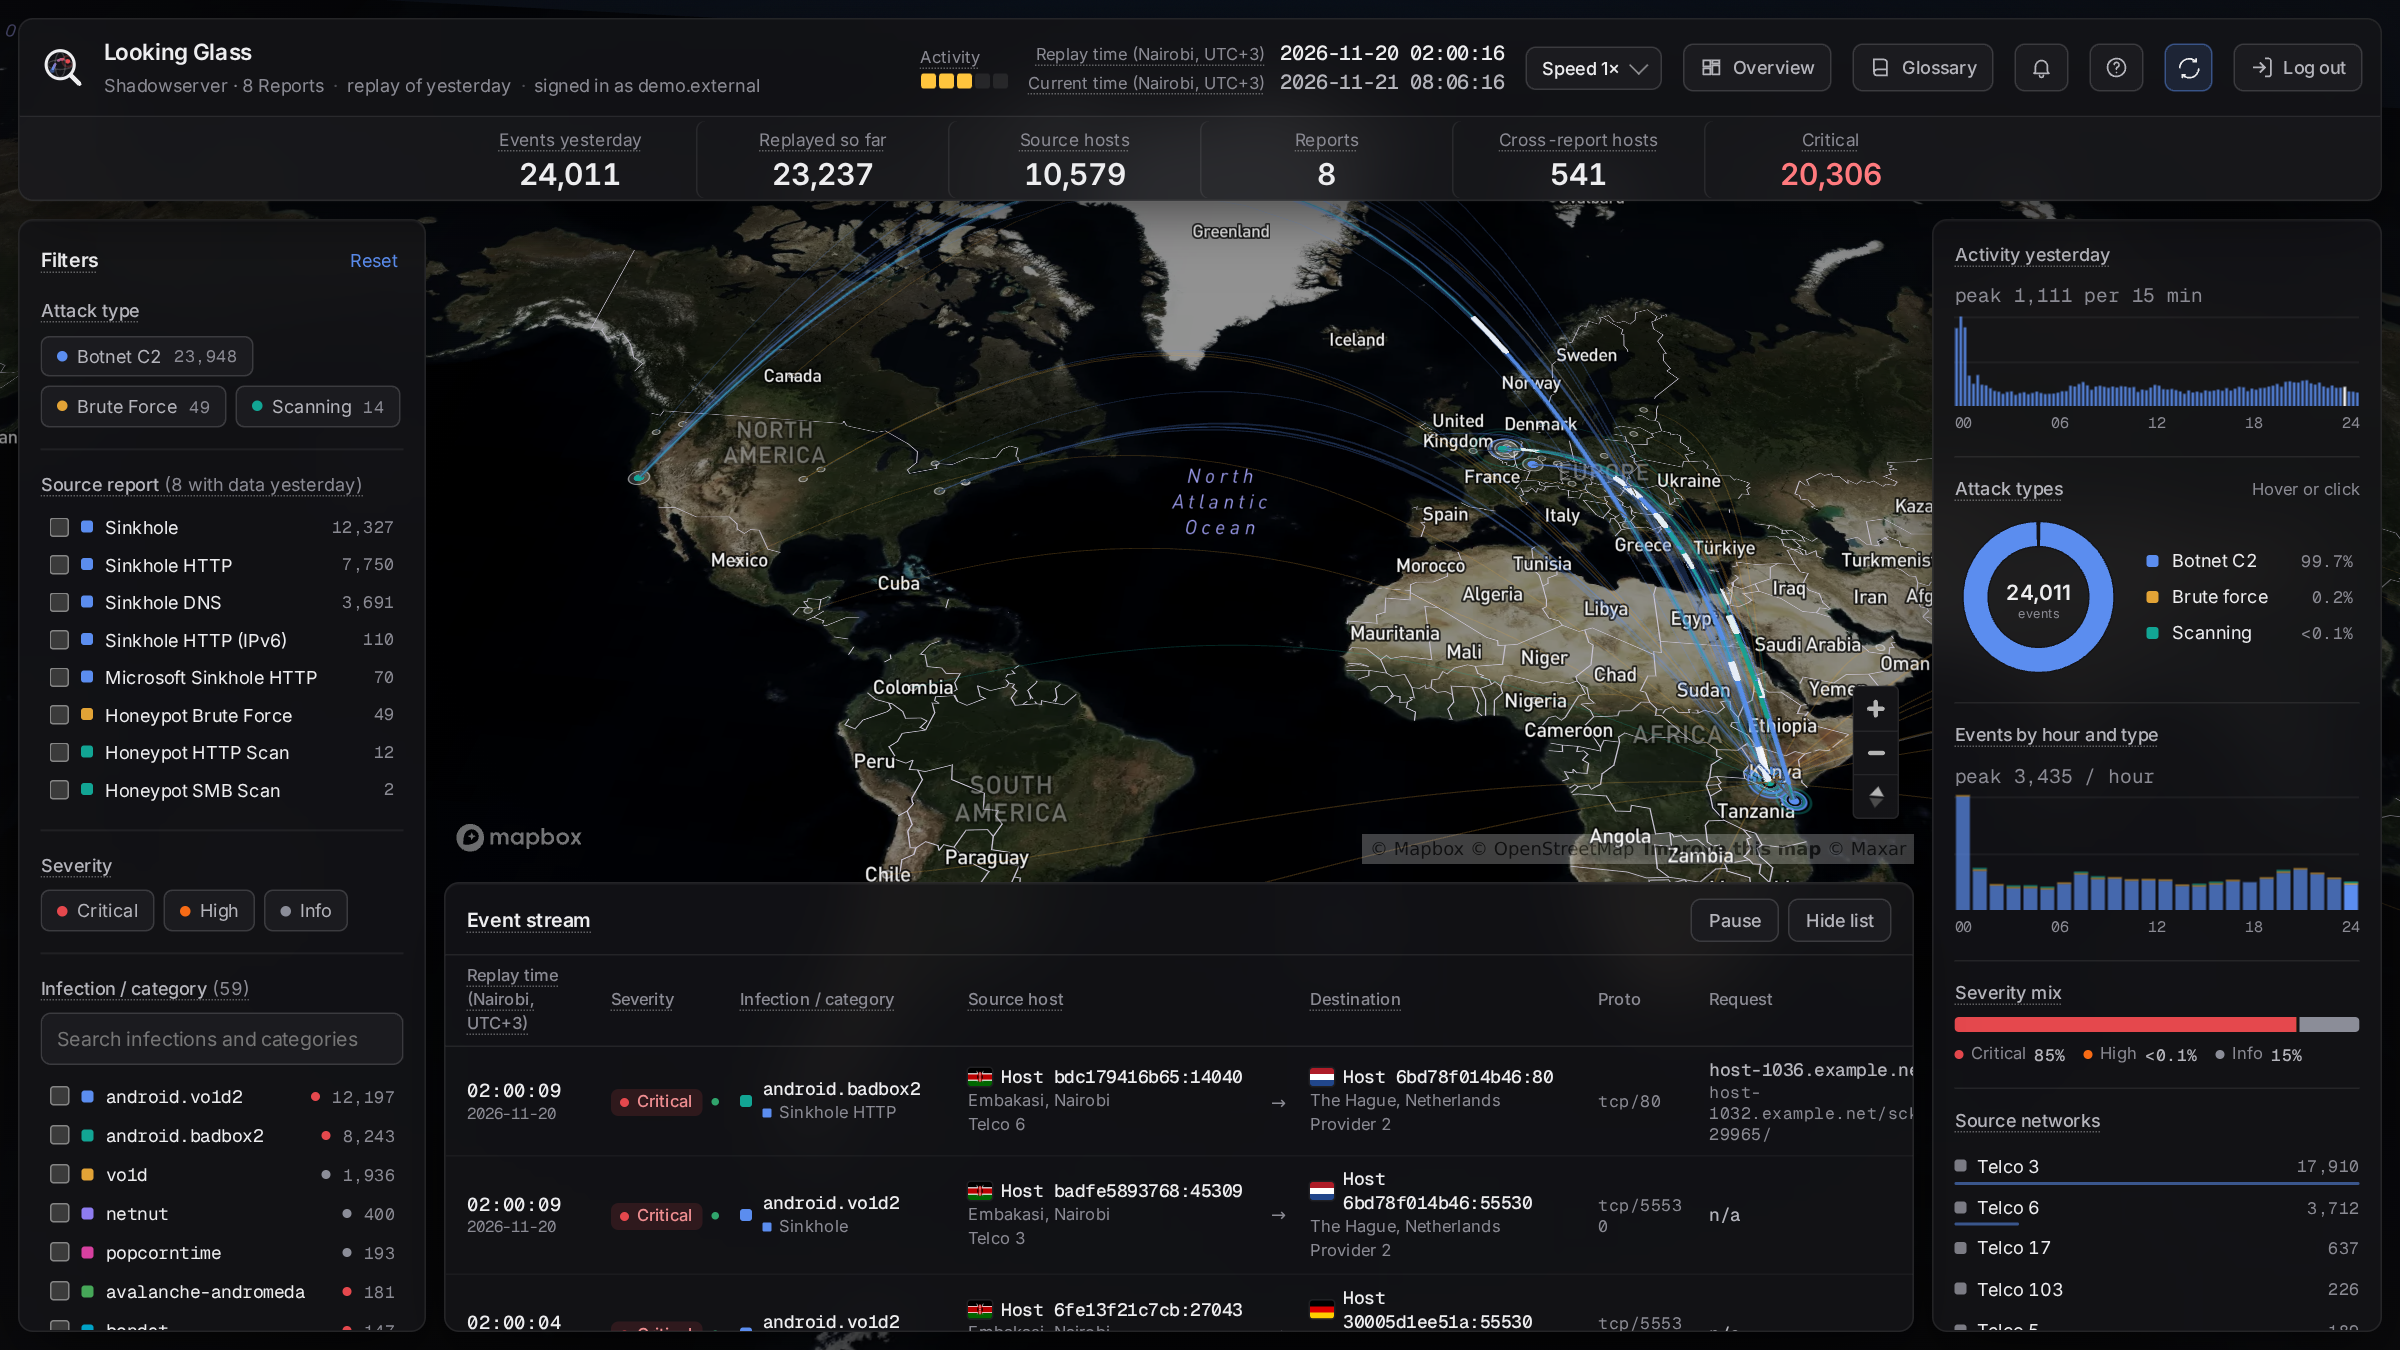 Looking Glass
Shadowserver · 8 Reports · replay of yesterday · signed in as demo.external
Activity
Replay time (Nairobi, UTC+3) 2026-11-20 02:00:16
Current time (Nairobi, UTC+3) 2026-11-21 08:06:16
Speed 1×
Overview
Glossary
Log out
Events yesterday
24,011
Replayed so far
23,237
Source hosts
10,579
Reports
8
Cross-report hosts
541
Critical
20,306
Filters
Reset
Attack type
Botnet C2 23,948
Brute Force 49
Scanning 14
Source report (8 with data yesterday)
Sinkhole 12,327
Sinkhole HTTP 7,750
Sinkhole DNS 3,691
Sinkhole HTTP (IPv6) 110
Microsoft Sinkhole HTTP 70
Honeypot Brute Force 49
Honeypot HTTP Scan 12
Honeypot SMB Scan 2
Severity
Critical
High
Info
Infection / category (59)
Search infections and categories
android.vo1d2 12,197
android.badbox2 8,243
vo1d 1,936
netnut 400
popcorntime 193
avalanche-andromeda 181
Greenland
Iceland
Sweden
Norway
Canada
United Kingdom
Denmark
NORTH AMERICA
EUROPE
France
Ukraine
North Atlantic Ocean
Spain
Italy
Kaza
Greece
Türkiye
Mexico
Morocco
Tunisia
Turkmenis
Cuba
Algeria
Libya
Egypt
Iraq
Iran
Afg
Mauritania
Saudi Arabia
Mali
Niger
Oman
Chad
Colombia
Sudan
Yeme
Nigeria
Ethiopia
Cameroon
AFRICA
Peru
Kenya
SOUTH AMERICA
Tanzania
Angola
Zambia
Paraguay
Chile
mapbox
© Mapbox © OpenStreetMap Improve this map © Maxar
Event stream
Pause
Hide list
Replay time (Nairobi, UTC+3)
Severity
Infection / category
Source host
Destination
Proto
Request
02:00:09
2026-11-20
Critical
android.badbox2
Sinkhole HTTP
Host bdc179416b65:14040
Embakasi, Nairobi
Telco 6
→
Host 6bd78f014b46:80
The Hague, Netherlands
Provider 2
tcp/80
host-1036.example.ne
host-
1032.example.net/sck
29965/
02:00:09
2026-11-20
Critical
android.vo1d2
Sinkhole
Host badfe5893768:45309
Embakasi, Nairobi
Telco 3
→
Host
6bd78f014b46:55530
The Hague, Netherlands
Provider 2
tcp/5553
0
n/a
02:00:04
android.vo1d2
Host 6fe13f21c7cb:27043
Host
30005d1ee51a:55530
tcp/5553
Activity yesterday
peak 1,111 per 15 min
00 06 12 18 24
Attack types
Hover or click
24,011
events
Botnet C2 99.7%
Brute force 0.2%
Scanning <0.1%
Events by hour and type
peak 3,435 / hour
00 06 12 18 24
Severity mix
Critical 85% High <0.1% Info 15%
Source networks
Telco 3 17,910
Telco 6 3,712
Telco 17 637
Telco 103 226